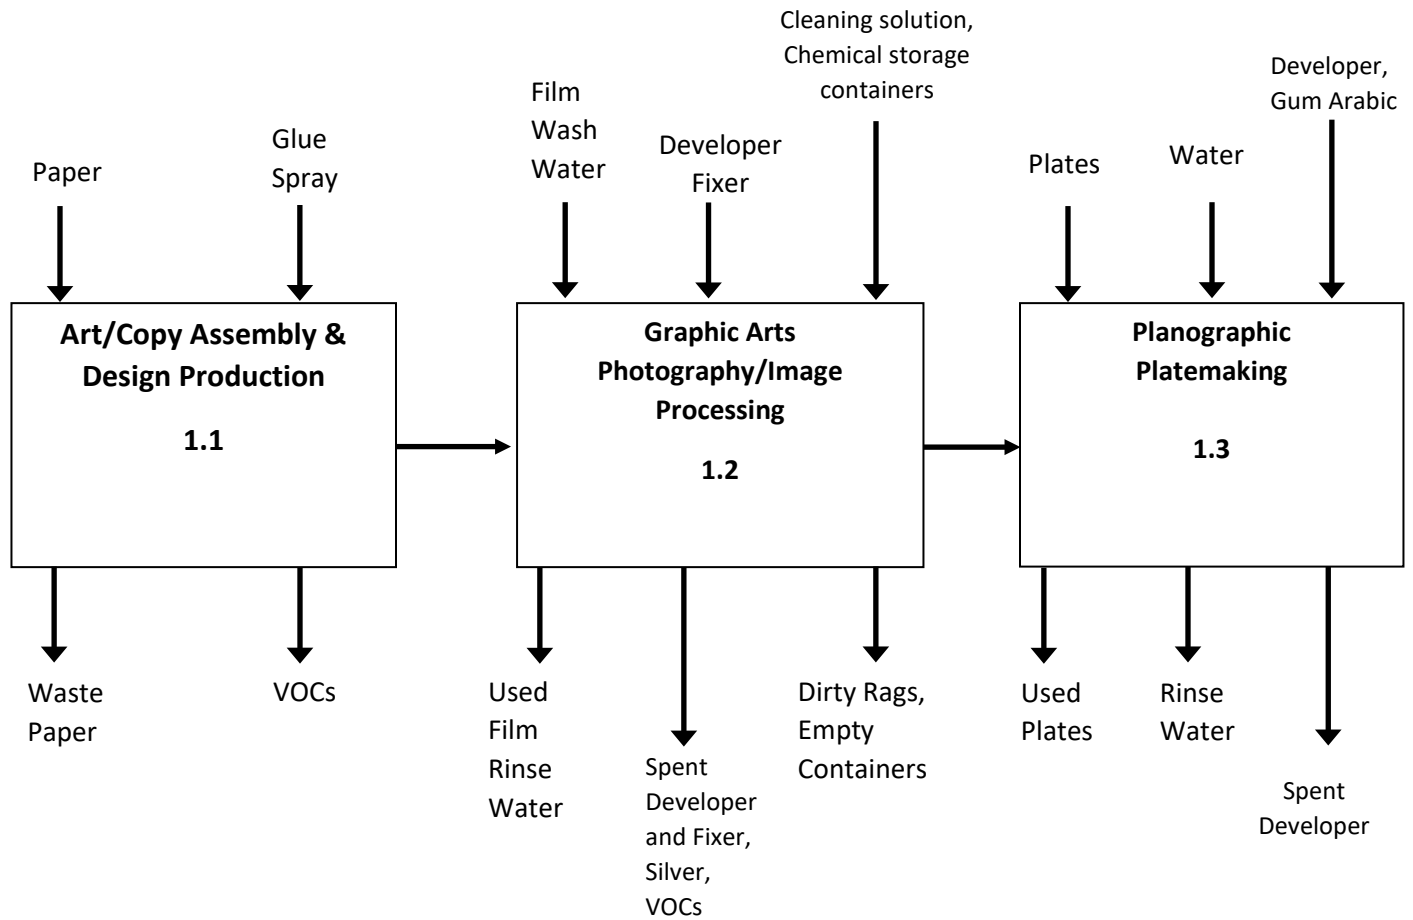 Cleaning solution,
Chemical storage
containers
Developer,
Gum Arabic
Film
Wash
Water
Glue
Spray
Developer
Fixer
Paper
Plates
Water
Art/Copy Assembly &
Design Production
1.1
Graphic Arts
Photography/Image
Processing
1.2
Planographic
Platemaking
1.3
Waste
Paper
VOCs
Used
Film
Rinse
Water
Spent
Developer
and Fixer,
Silver,
VOCs
Dirty Rags,
Empty
Containers
Used
Plates
Rinse
Water
Spent
Developer